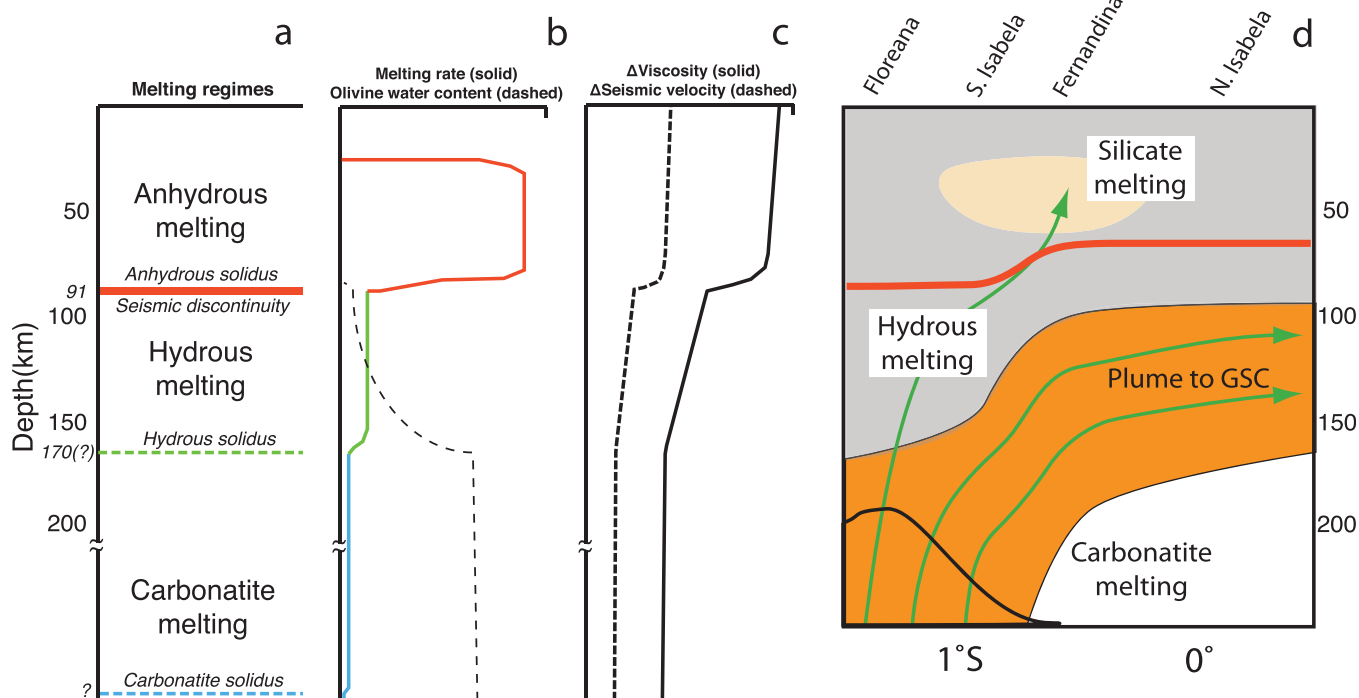 a
Melting regimes
Anhydrous
melting
50
Anhydrous solidus
91
Seismic discontinuity
100
Depth(km)
Hydrous
melting
150
Hydrous solidus
170(?)
200
Carbonatite
melting
Carbonatite solidus
?
b
Melting rate (solid)
Olivine water content (dashed)
c
ΔViscosity (solid)
ΔSeismic velocity (dashed)
d
Floreana
S. Isabela
Fernandina
N. Isabela
Silicate
melting
50
Hydrous
melting
100
Plume to GSC
150
200
Carbonatite
melting
1˚S
0˚